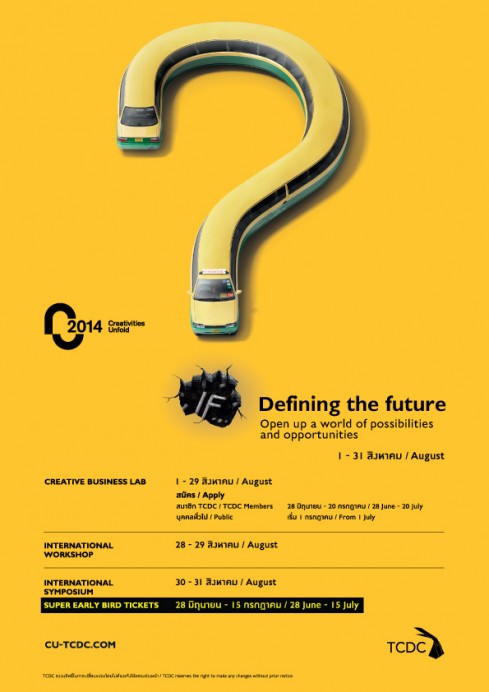 2014 Creativities
Unfold
IF...
Defining the future
Open up a world of possibilities
and opportunities
1 - 31 สิงหาคม / August
CREATIVE BUSINESS LAB 1 - 29 สิงหาคม / August
สมัคร / Apply
สมาชิก TCDC / TCDC Members 28 มิถุนายน - 20 กรกฎาคม / 28 June - 20 July
บุคคลทั่วไป / Public เริ่ม 1 กรกฎาคม / From 1 July
INTERNATIONAL 28 - 29 สิงหาคม / August
WORKSHOP
INTERNATIONAL 30 - 31 สิงหาคม / August
SYMPOSIUM
SUPER EARLY BIRD TICKETS 28 มิถุนายน - 15 กรกฎาคม / 28 June - 15 July
CU-TCDC.COM
TCDC
/ TCDC reserves the right to make any changes without prior notice